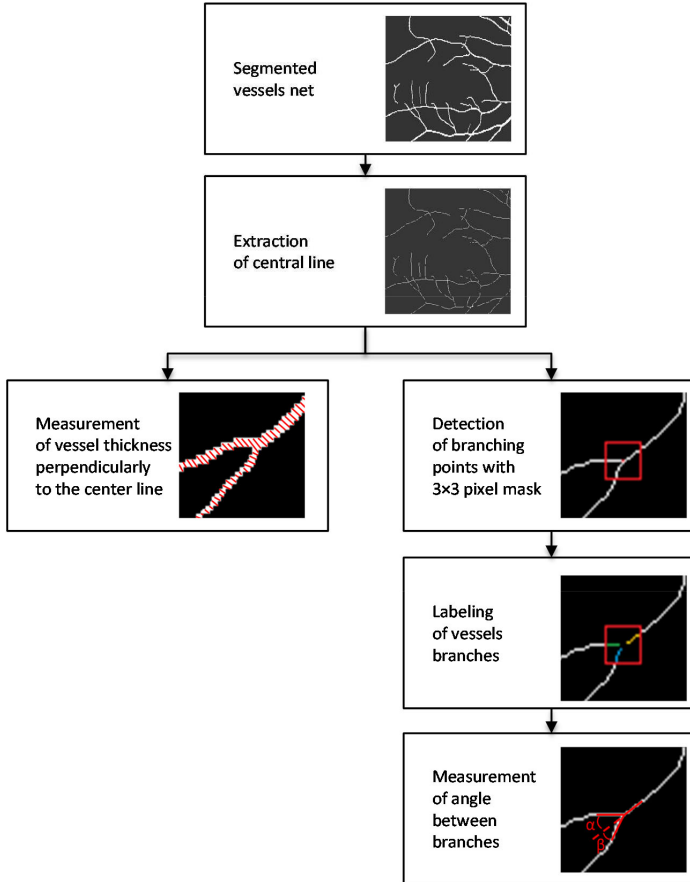 Segmented
vessels net
Extraction
of central line
Measurement
of vessel thickness
perpendicularly
to the center line
Detection
of branching
points with
3×3 pixel mask
Labeling
of vessels
branches
Measurement
of angle
between
branches
α
β